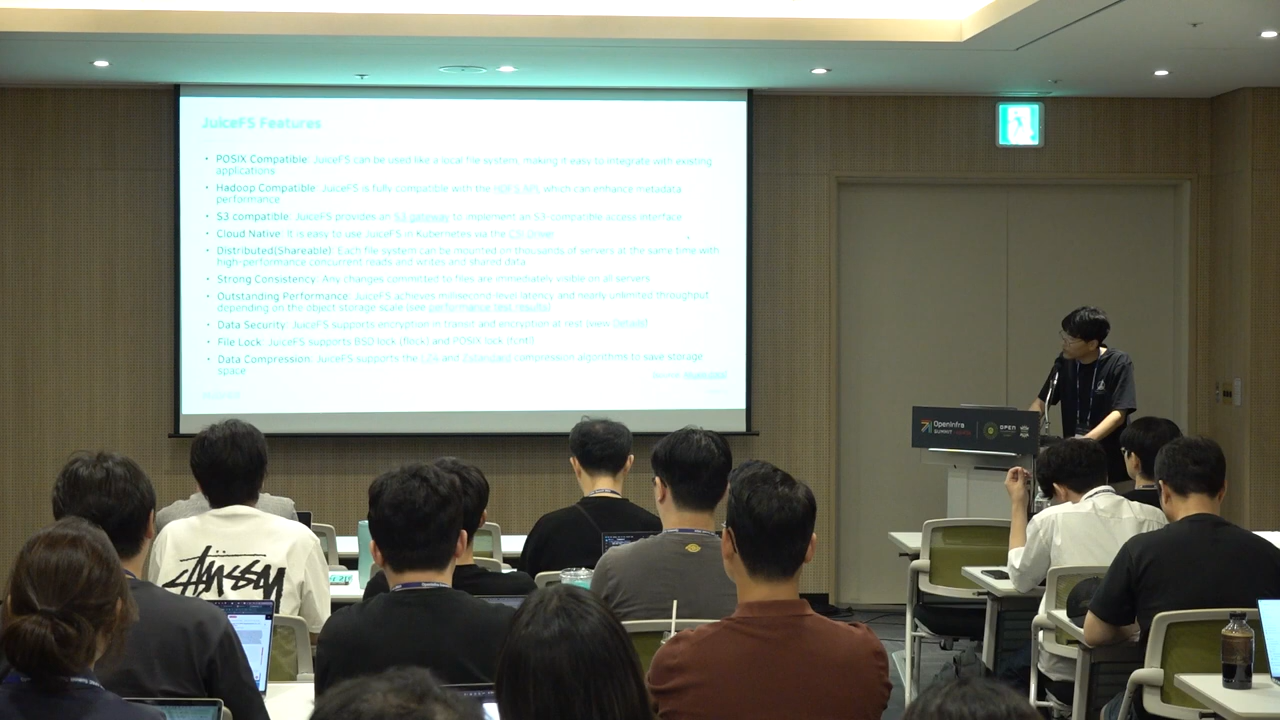 JuiceFS Features
• POSIX Compatible: JuiceFS can be used like a local file system, making it easy to integrate with existing
applications.
• Hadoop Compatible: JuiceFS is fully compatible with the HDFS API, which can enhance metadata
performance.
• S3 compatible: JuiceFS provides an S3 gateway to implement an S3-compatible access interface.
• Cloud Native: It is easy to use JuiceFS in Kubernetes via the CSI Driver.
• Distributed(Shareable): Each file system can be mounted on thousands of servers at the same time with
high-performance concurrent reads and writes and shared data.
• Strong Consistency: Any changes committed to files are immediately visible on all servers.
• Outstanding Performance: JuiceFS achieves millisecond-level latency and nearly unlimited throughput
depending on the object storage scale (see performance test results).
• Data Security: JuiceFS supports encryption in transit and encryption at rest (view Details).
• File Lock: JuiceFS supports BSD lock (flock) and POSIX lock (fcntl).
• Data Compression: JuiceFS supports the LZ4 and Zstandard compression algorithms to save storage
space.
OpenInfra
SUMMIT
OPEN
STÜSSY